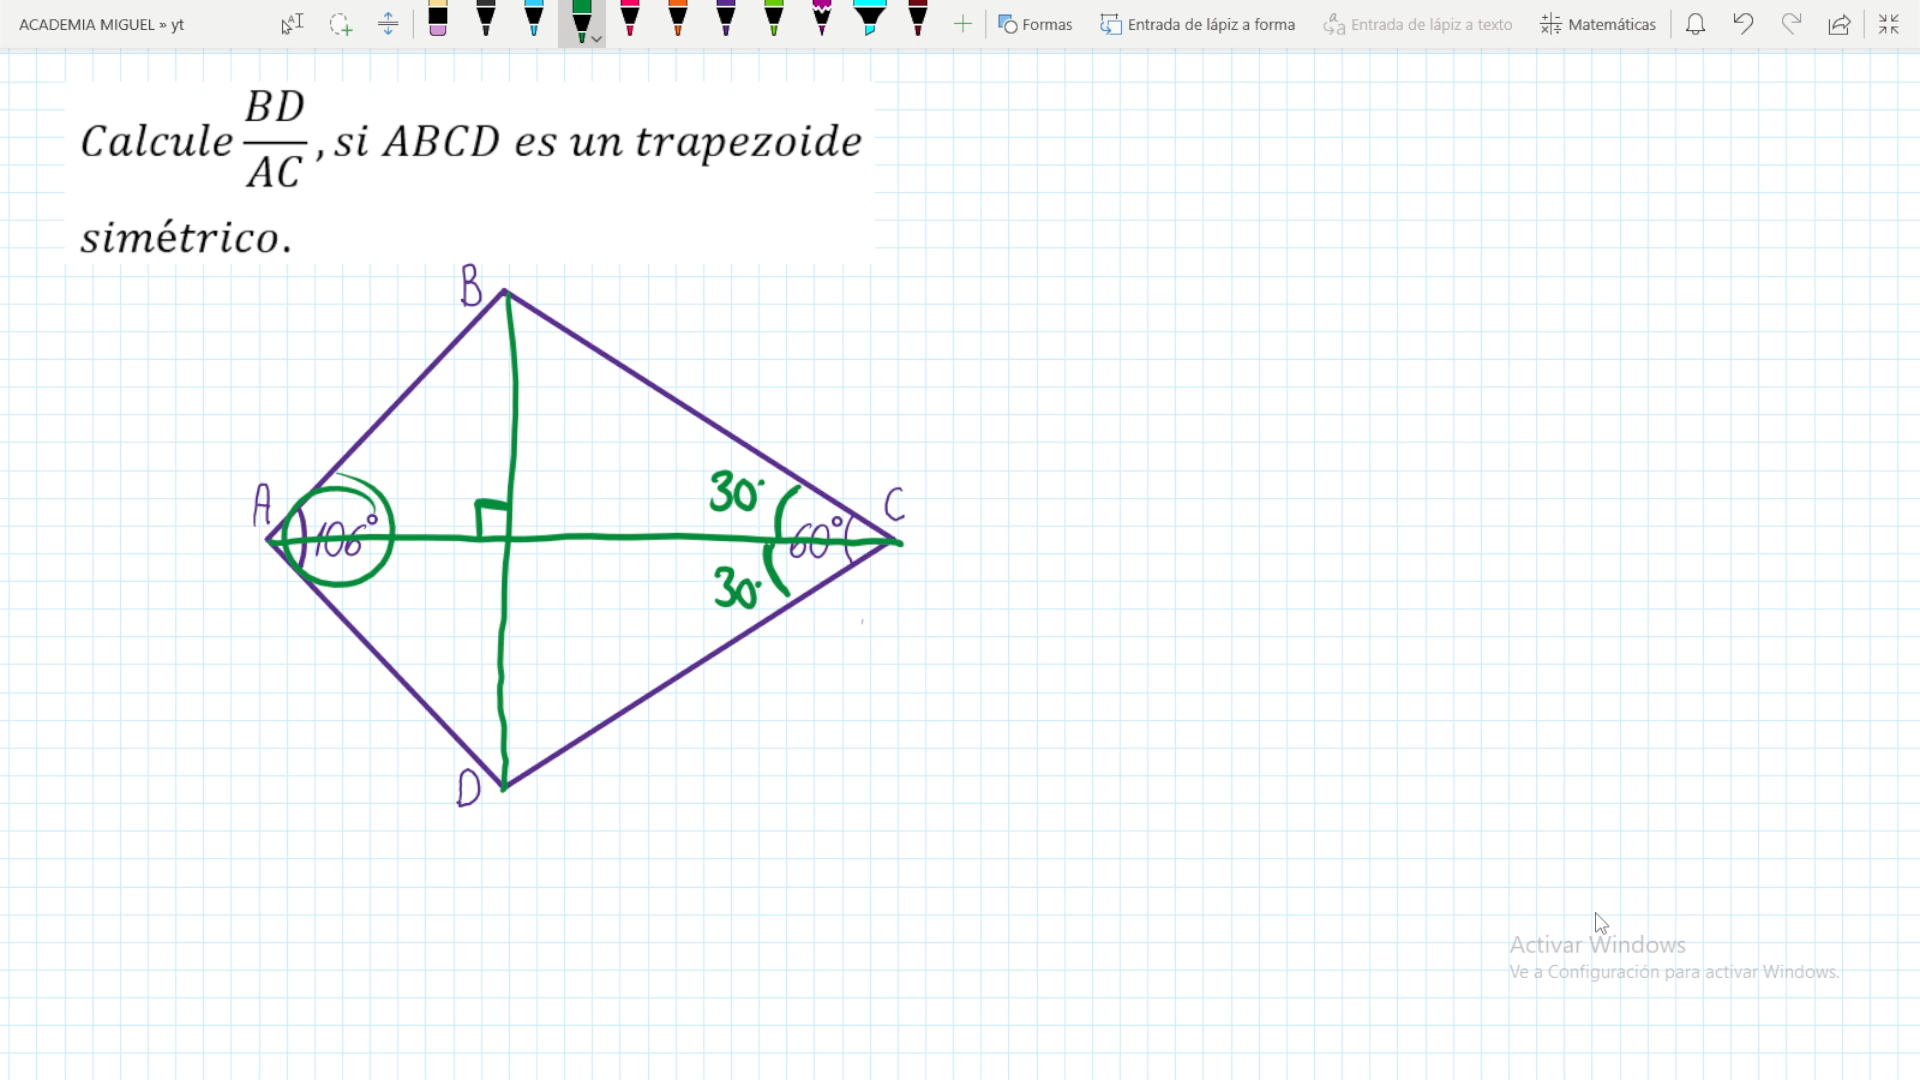 ACADEMIA MIGUEL » yt
Formas
Entrada de lápiz a forma
Entrada de lápiz a texto
Matemáticas
Calcule BD/AC, si ABCD es un trapezoide
simétrico.
B
A
106°
30°
60°
C
30°
D
Activar Windows
Ve a Configuración para activar Windows.